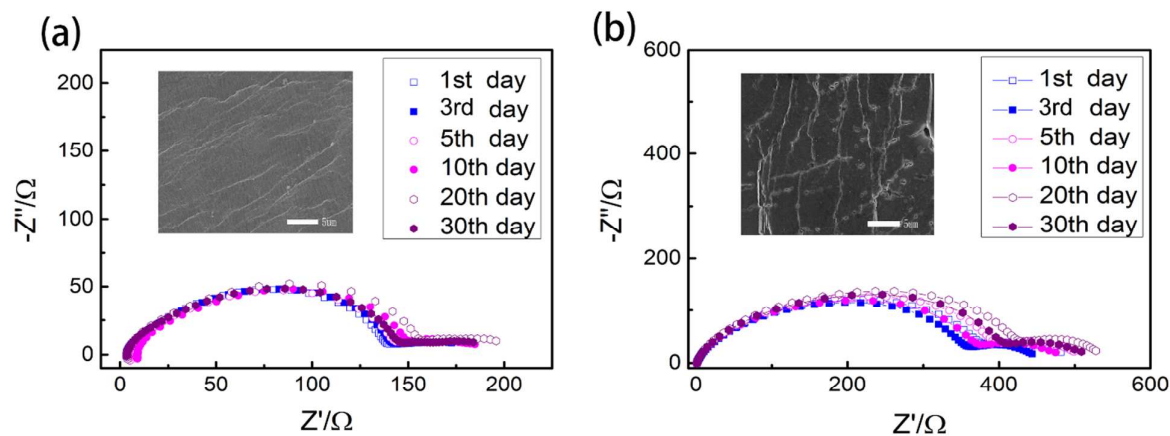 (a)
200
150
100
50
0
-Z''/Ω
5um
1st day
3rd day
5th day
10th day
20th day
30th day
0 50 100 150 200
Z'/Ω
(b)
600
400
200
0
-Z''/Ω
5um
1st day
3rd day
5th day
10th day
20th day
30th day
0 200 400 600
Z'/Ω